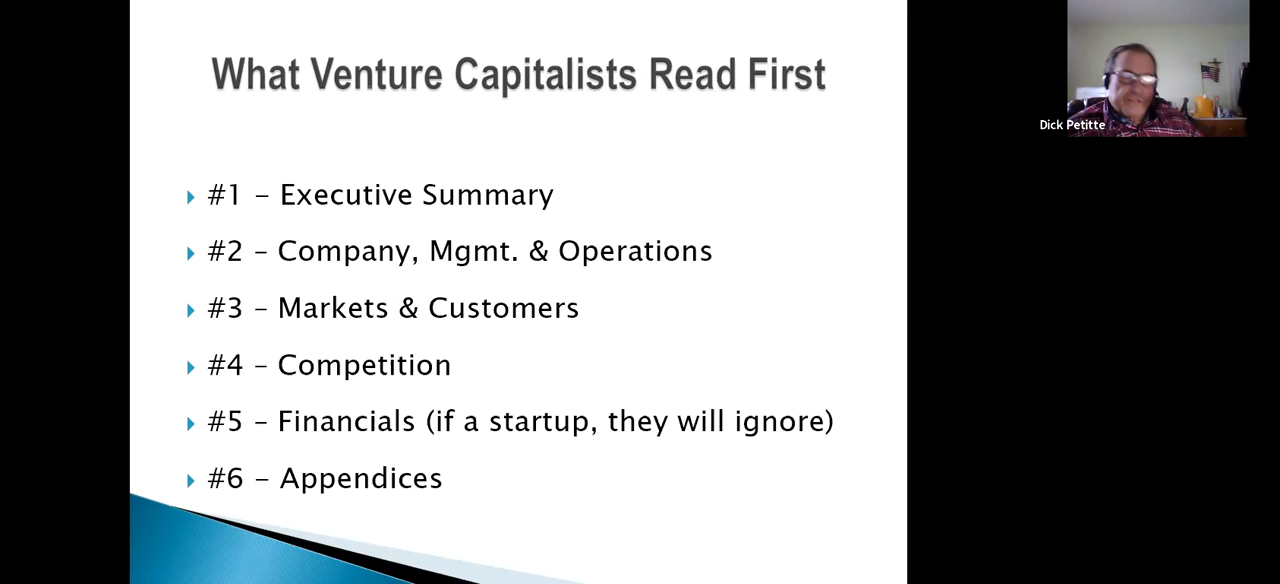 What Venture Capitalists Read First
#1 – Executive Summary
#2 – Company, Mgmt. & Operations
#3 – Markets & Customers
#4 – Competition
#5 – Financials (if a startup, they will ignore)
#6 – Appendices
Dick Petitte